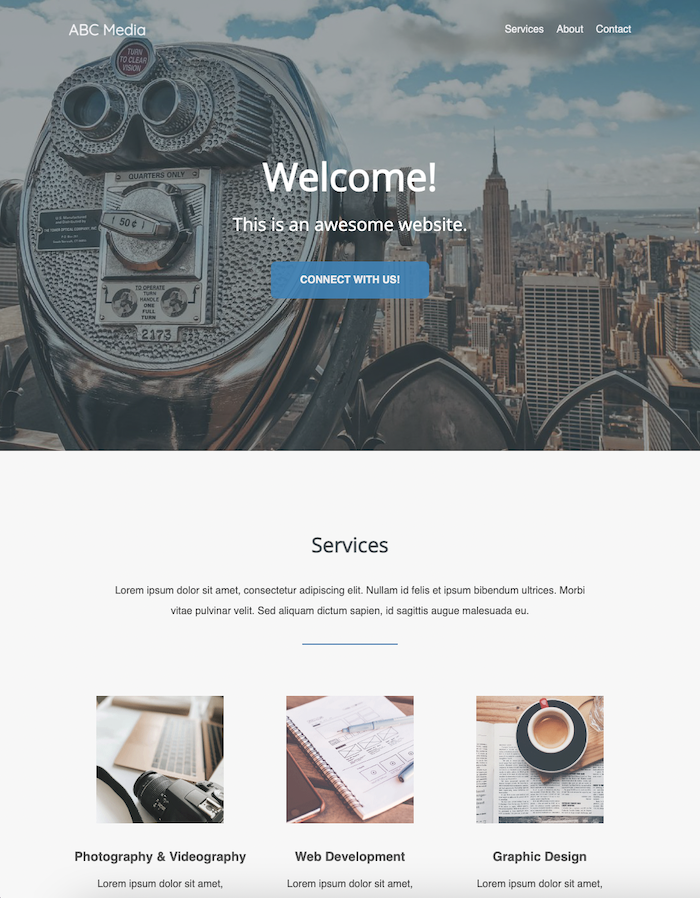 ABC Media
Services About Contact
TURN
TO CLEAR
VISION
QUARTERS ONLY
50¢
TO OPERATE
TURN
HANDLE
ONE
FULL
TURN
2173
Welcome!
This is an awesome website.
CONNECT WITH US!
Services
Lorem ipsum dolor sit amet, consectetur adipiscing elit. Nullam id felis et ipsum bibendum ultrices. Morbi
vitae pulvinar velit. Sed aliquam dictum sapien, id sagittis augue malesuada eu.
Photography & Videography
Web Development
Graphic Design
Lorem ipsum dolor sit amet,
Lorem ipsum dolor sit amet,
Lorem ipsum dolor sit amet,